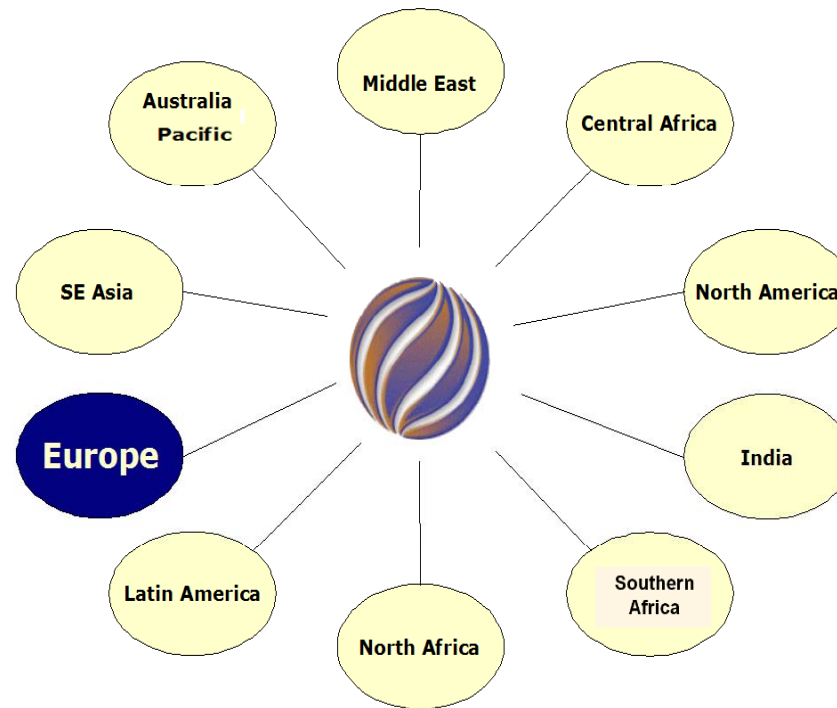 Middle East
Australia
Pacific
Central Africa
SE Asia
North America
Europe
India
Latin America
Southern
Africa
North Africa